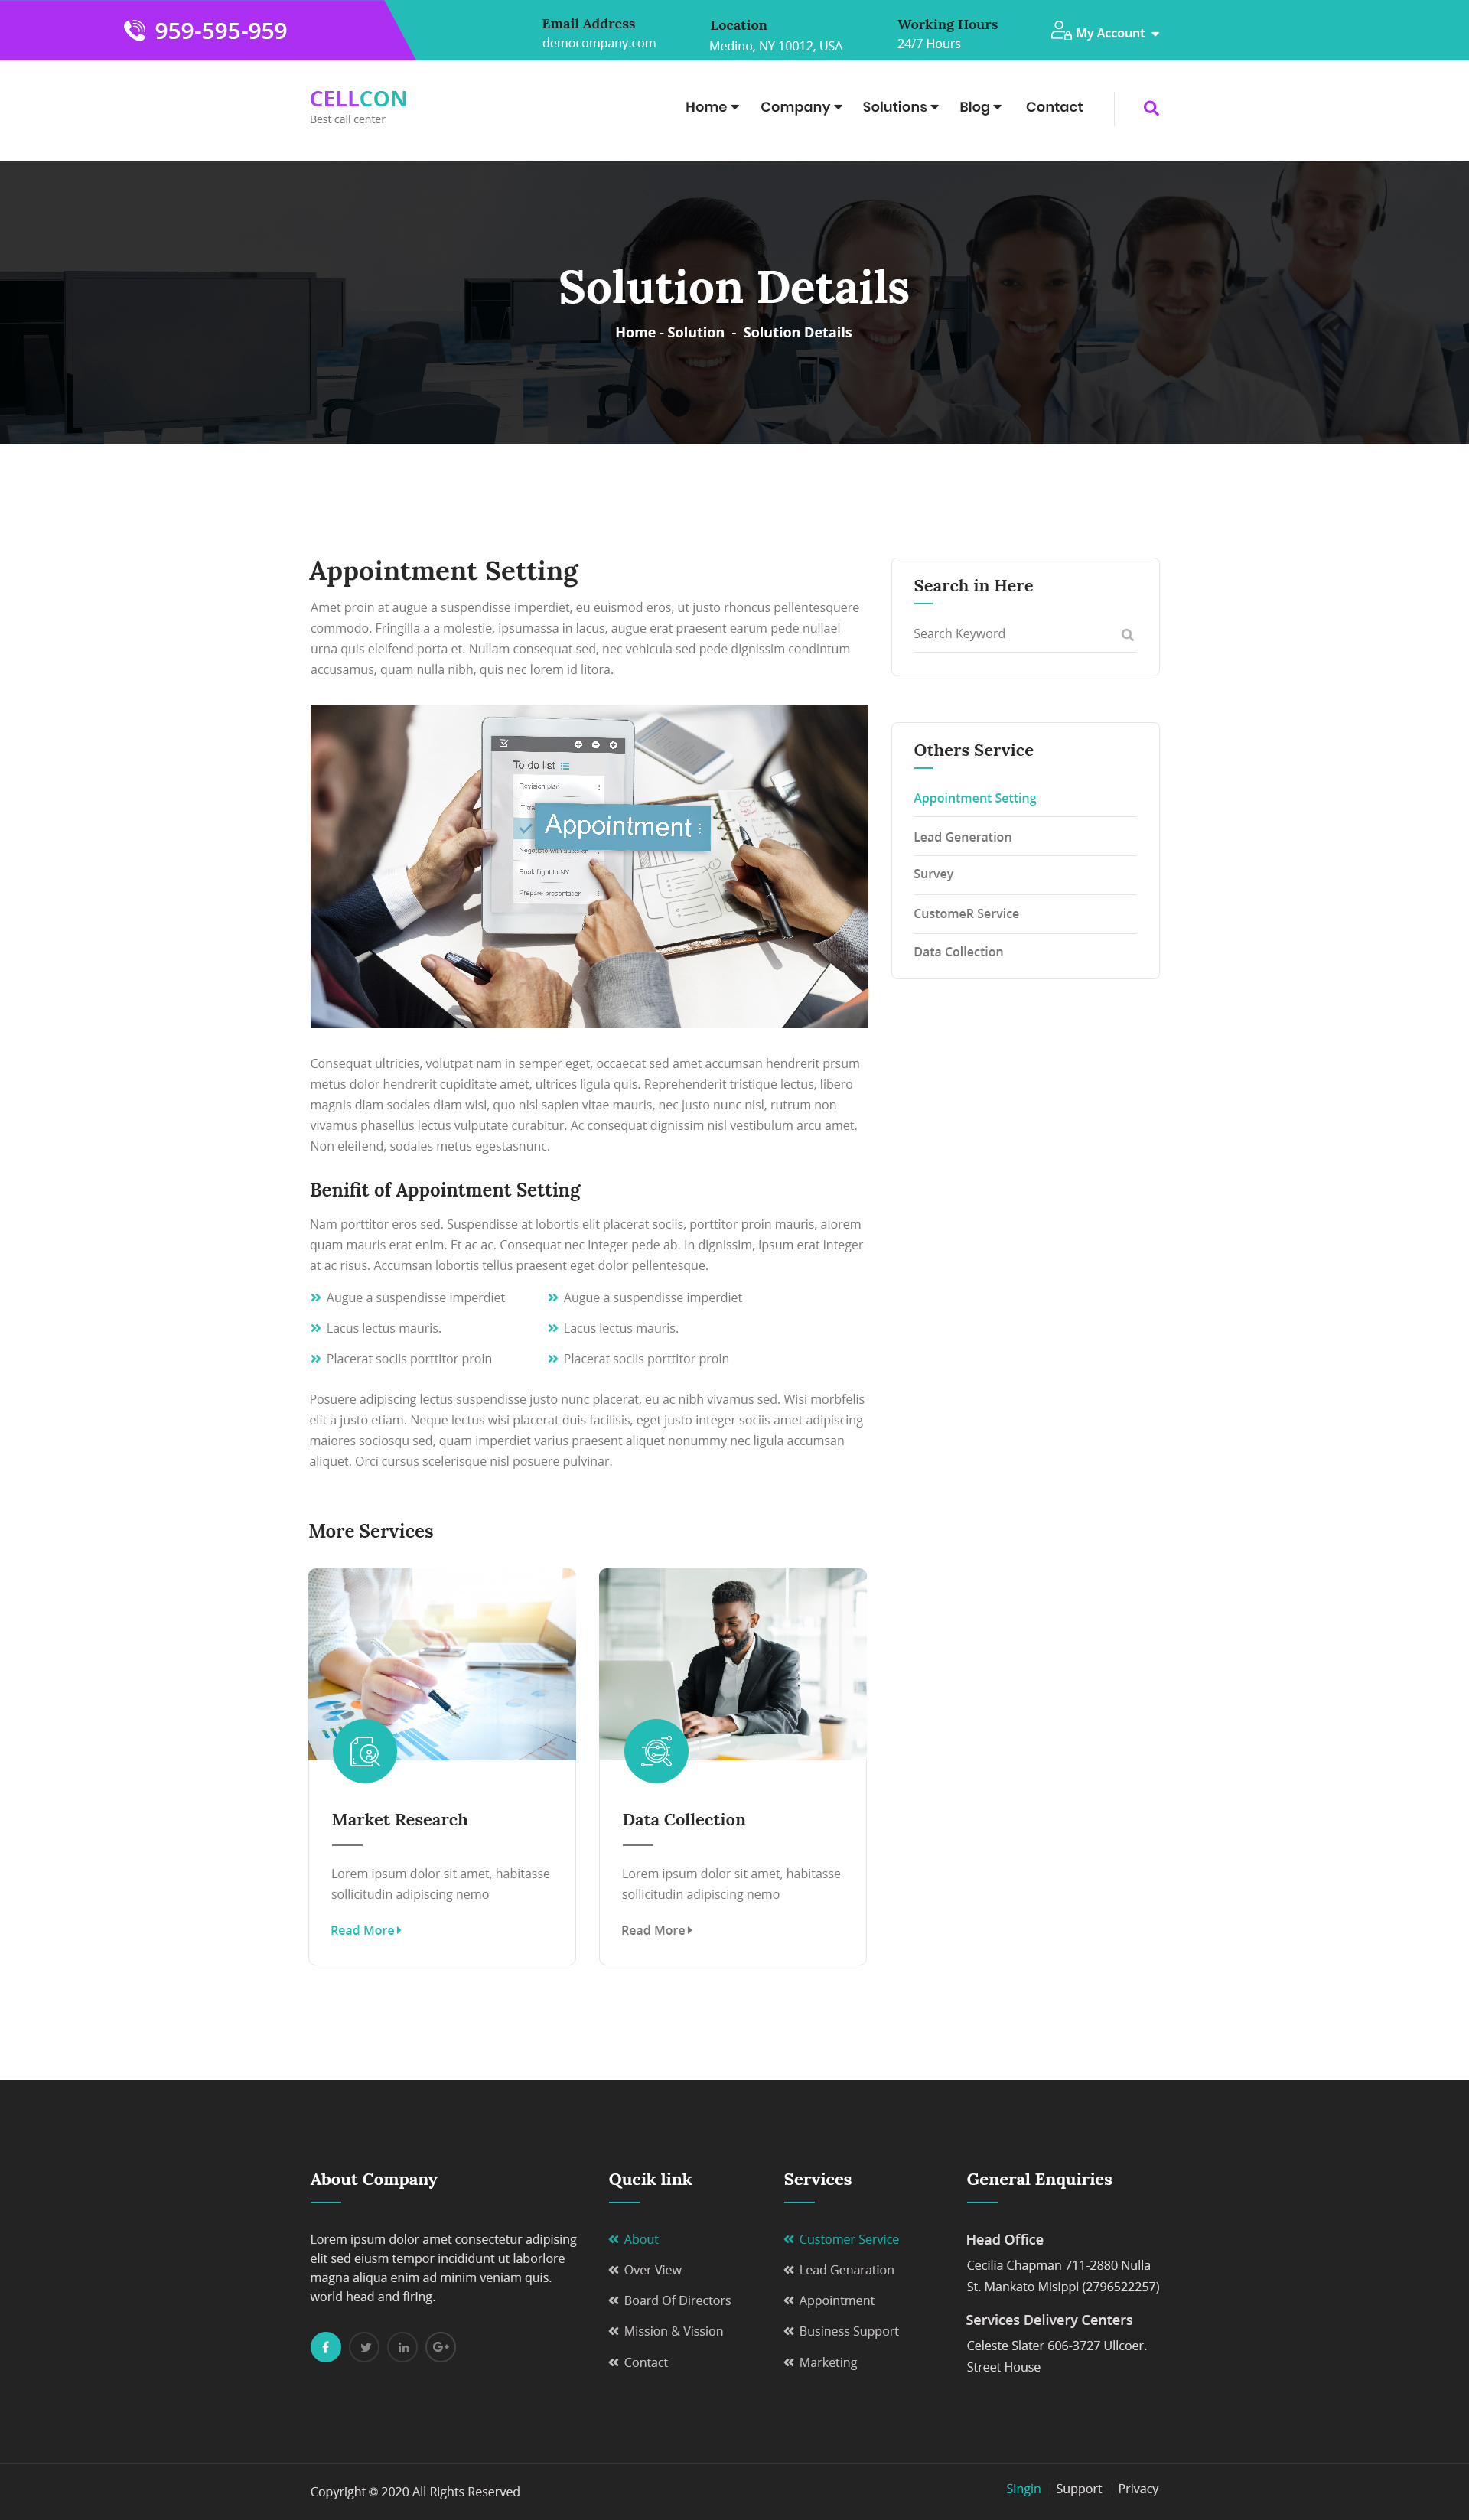 959-595-959
Email Address
democompany.com
Location
Medino, NY 10012, USA
Working Hours
24/7 Hours
My Account
CELLCON
Best call center
Home
Company
Solutions
Blog
Contact
Solution Details
Home - Solution - Solution Details
Appointment Setting
Amet proin at augue a suspendisse imperdiet, eu euismod eros, ut justo rhoncus pellentesquere
commodo. Fringilla a a molestie, ipsumassa in lacus, augue erat praesent earum pede nullael
urna quis eleifend porta et. Nullam consequat sed, nec vehicula sed pede dignissim condintum
accusamus, quam nulla nibh, quis nec lorem id litora.
To do list
Revision plan
IT tr
Appointment
Negotiate with supplier
Book flight to NY
Prepare presentation
Consequat ultricies, volutpat nam in semper eget, occaecat sed amet accumsan hendrerit prsum
metus dolor hendrerit cupiditate amet, ultrices ligula quis. Reprehenderit tristique lectus, libero
magnis diam sodales diam wisi, quo nisl sapien vitae mauris, nec justo nunc nisl, rutrum non
vivamus phasellus lectus vulputate curabitur. Ac consequat dignissim nisl vestibulum arcu amet.
Non eleifend, sodales metus egestasnunc.
Benifit of Appointment Setting
Nam porttitor eros sed. Suspendisse at lobortis elit placerat sociis, porttitor proin mauris, alorem
quam mauris erat enim. Et ac ac. Consequat nec integer pede ab. In dignissim, ipsum erat integer
at ac risus. Accumsan lobortis tellus praesent eget dolor pellentesque.
Augue a suspendisse imperdiet
Lacus lectus mauris.
Placerat sociis porttitor proin
Augue a suspendisse imperdiet
Lacus lectus mauris.
Placerat sociis porttitor proin
Posuere adipiscing lectus suspendisse justo nunc placerat, eu ac nibh vivamus sed. Wisi morbfelis
elit a justo etiam. Neque lectus wisi placerat duis facilisis, eget justo integer sociis amet adipiscing
maiores sociosqu sed, quam imperdiet varius praesent aliquet nonummy nec ligula accumsan
aliquet. Orci cursus scelerisque nisl posuere pulvinar.
More Services
Market Research
Lorem ipsum dolor sit amet, habitasse
sollicitudin adipiscing nemo
Read More
Data Collection
Lorem ipsum dolor sit amet, habitasse
sollicitudin adipiscing nemo
Read More
Search in Here
Search Keyword
Others Service
Appointment Setting
Lead Generation
Survey
CustomeR Service
Data Collection
About Company
Lorem ipsum dolor amet consectetur adipising
elit sed eiusm tempor incididunt ut laborlore
magna aliqua enim ad minim veniam quis.
world head and firing.
Qucik link
About
Over View
Board Of Directors
Mission & Vission
Contact
Services
Customer Service
Lead Genaration
Appointment
Business Support
Marketing
General Enquiries
Head Office
Cecilia Chapman 711-2880 Nulla
St. Mankato Misippi (2796522257)
Services Delivery Centers
Celeste Slater 606-3727 Ullcoer.
Street House
Copyright © 2020 All Rights Reserved
Singin
Support
Privacy